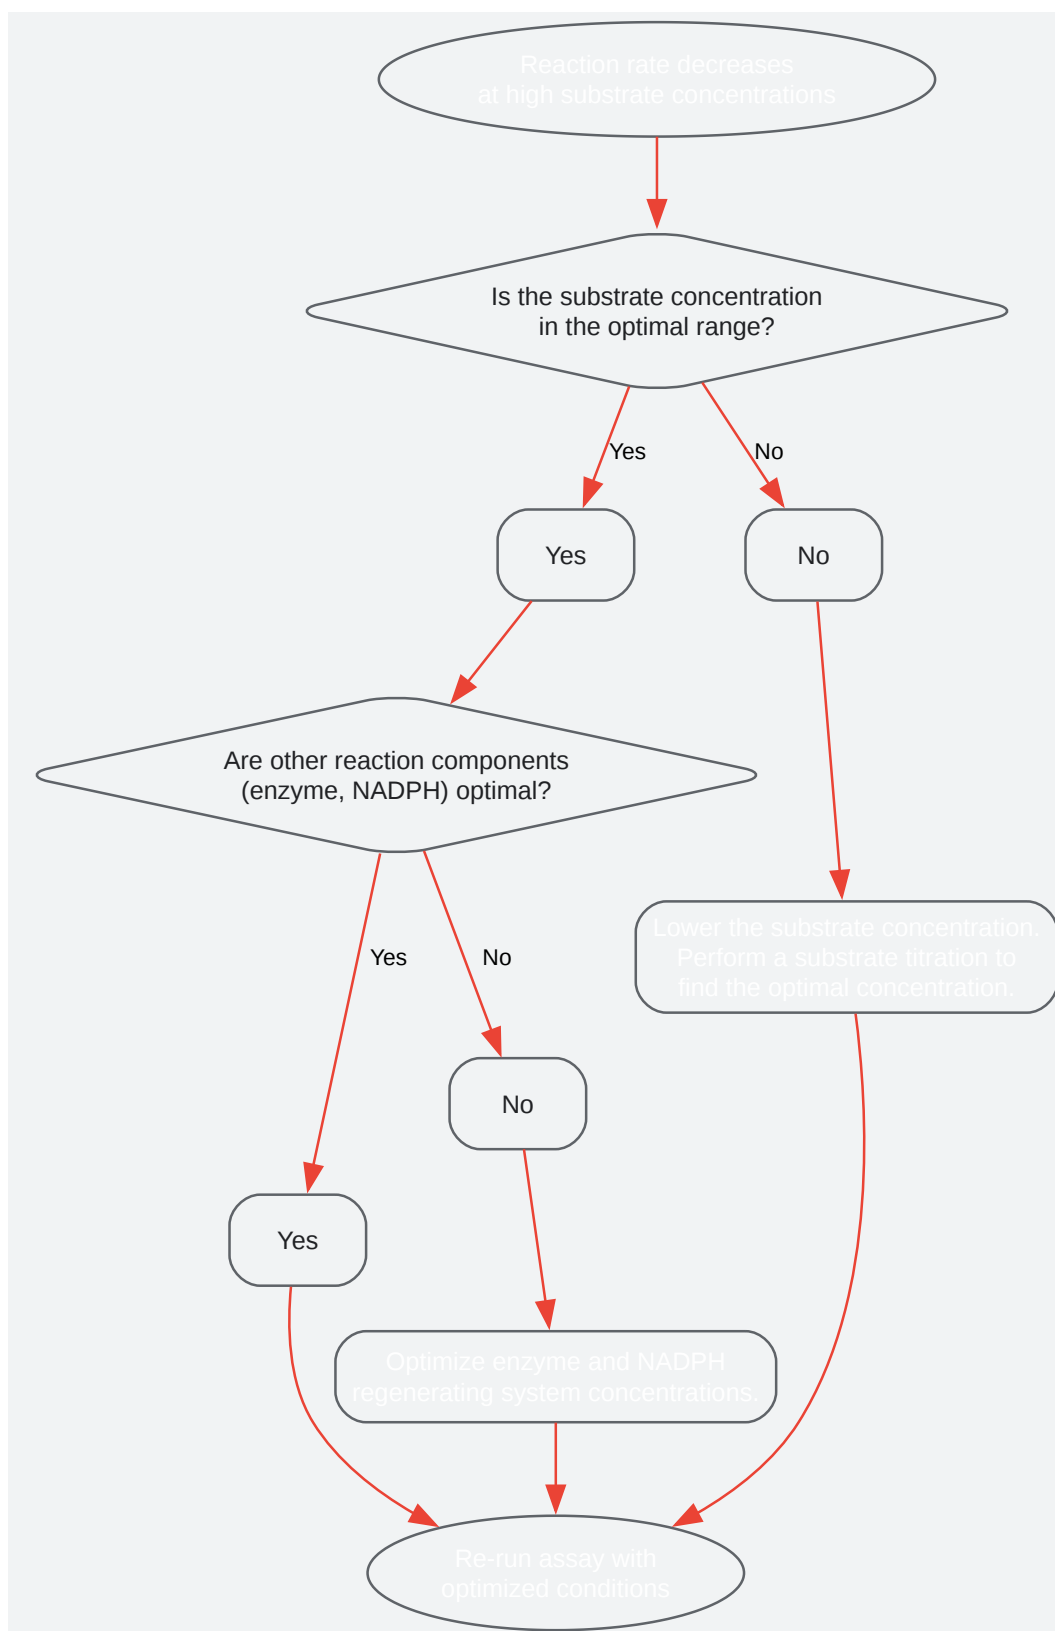 Reaction rate decreases
at high substrate concentrations
Is the substrate concentration
in the optimal range?
Yes
No
Yes
No
Are other reaction components
(enzyme, NADPH) optimal?
Lower the substrate concentration.
Perform a substrate titration to
find the optimal concentration.
Yes
No
No
Yes
Optimize enzyme and NADPH
regenerating system concentrations.
Re-run assay with
optimized conditions